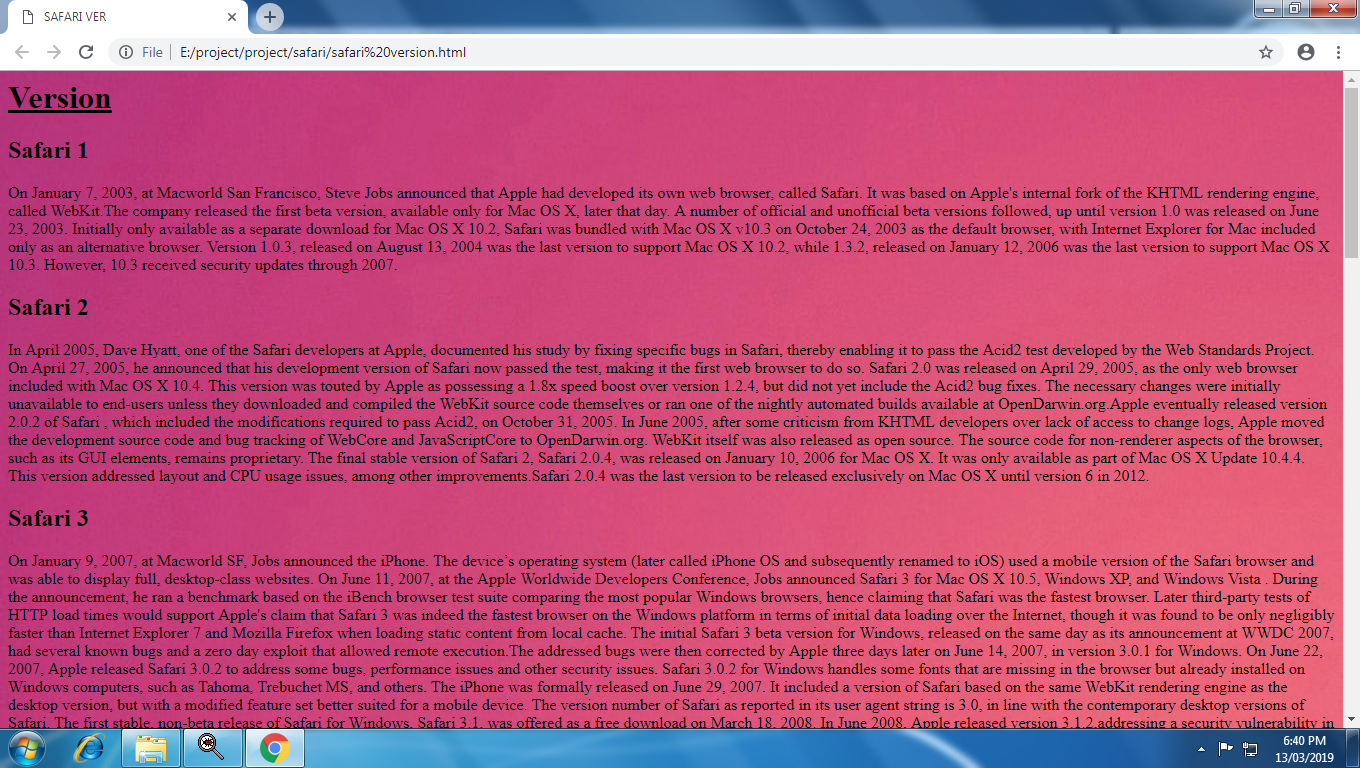 SAFARI VER
File | E:/project/project/safari/safari%20version.html
Version
Safari 1
On January 7, 2003, at Macworld San Francisco, Steve Jobs announced that Apple had developed its own web browser, called Safari. It was based on Apple's internal fork of the KHTML rendering engine,
called WebKit.The company released the first beta version, available only for Mac OS X, later that day. A number of official and unofficial beta versions followed, up until version 1.0 was released on June
23, 2003. Initially only available as a separate download for Mac OS X 10.2, Safari was bundled with Mac OS X v10.3 on October 24, 2003 as the default browser, with Internet Explorer for Mac included
only as an alternative browser. Version 1.0.3, released on August 13, 2004 was the last version to support Mac OS X 10.2, while 1.3.2, released on January 12, 2006 was the last version to support Mac OS X
10.3. However, 10.3 received security updates through 2007.
Safari 2
In April 2005, Dave Hyatt, one of the Safari developers at Apple, documented his study by fixing specific bugs in Safari, thereby enabling it to pass the Acid2 test developed by the Web Standards Project.
On April 27, 2005, he announced that his development version of Safari now passed the test, making it the first web browser to do so. Safari 2.0 was released on April 29, 2005, as the only web browser
included with Mac OS X 10.4. This version was touted by Apple as possessing a 1.8x speed boost over version 1.2.4, but did not yet include the Acid2 bug fixes. The necessary changes were initially
unavailable to end-users unless they downloaded and compiled the WebKit source code themselves or ran one of the nightly automated builds available at OpenDarwin.org.Apple eventually released version
2.0.2 of Safari , which included the modifications required to pass Acid2, on October 31, 2005. In June 2005, after some criticism from KHTML developers over lack of access to change logs, Apple moved
the development source code and bug tracking of WebCore and JavaScriptCore to OpenDarwin.org. WebKit itself was also released as open source. The source code for non-renderer aspects of the browser,
such as its GUI elements, remains proprietary. The final stable version of Safari 2, Safari 2.0.4, was released on January 10, 2006 for Mac OS X. It was only available as part of Mac OS X Update 10.4.4.
This version addressed layout and CPU usage issues, among other improvements.Safari 2.0.4 was the last version to be released exclusively on Mac OS X until version 6 in 2012.
Safari 3
On January 9, 2007, at Macworld SF, Jobs announced the iPhone. The device’s operating system (later called iPhone OS and subsequently renamed to iOS) used a mobile version of the Safari browser and
was able to display full, desktop-class websites. On June 11, 2007, at the Apple Worldwide Developers Conference, Jobs announced Safari 3 for Mac OS X 10.5, Windows XP, and Windows Vista . During
the announcement, he ran a benchmark based on the iBench browser test suite comparing the most popular Windows browsers, hence claiming that Safari was the fastest browser. Later third-party tests of
HTTP load times would support Apple's claim that Safari 3 was indeed the fastest browser on the Windows platform in terms of initial data loading over the Internet, though it was found to be only negligibly
faster than Internet Explorer 7 and Mozilla Firefox when loading static content from local cache. The initial Safari 3 beta version for Windows, released on the same day as its announcement at WWDC 2007,
had several known bugs and a zero day exploit that allowed remote execution.The addressed bugs were then corrected by Apple three days later on June 14, 2007, in version 3.0.1 for Windows. On June 22,
2007, Apple released Safari 3.0.2 to address some bugs, performance issues and other security issues. Safari 3.0.2 for Windows handles some fonts that are missing in the browser but already installed on
Windows computers, such as Tahoma, Trebuchet MS, and others. The iPhone was formally released on June 29, 2007. It included a version of Safari based on the same WebKit rendering engine as the
desktop version, but with a modified feature set better suited for a mobile device. The version number of Safari as reported in its user agent string is 3.0, in line with the contemporary desktop versions of
Safari. The first stable, non-beta release of Safari for Windows, Safari 3.1, was offered as a free download on March 18, 2008. In June 2008, Apple released version 3.1.2,addressing a security vulnerability in
6:40 PM
13/03/2019